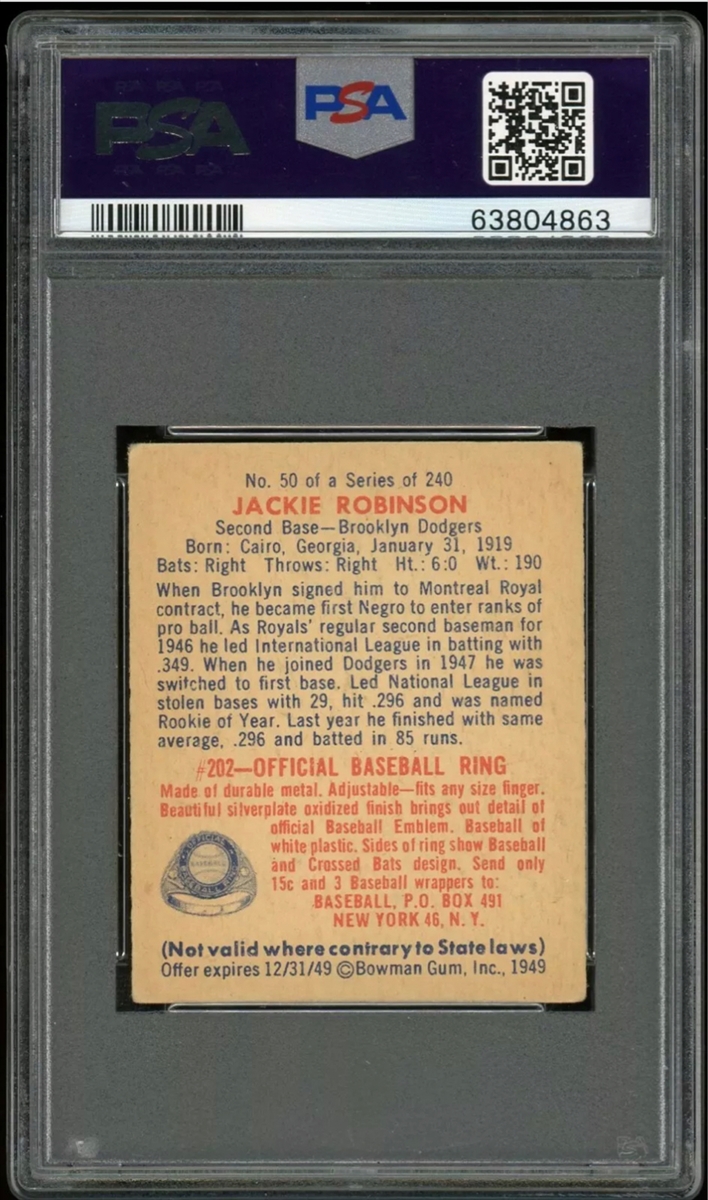 PSA
PSA
63804863
No. 50 of a Series of 240
JACKIE ROBINSON
Second Base—Brooklyn Dodgers
Born: Cairo, Georgia, January 31, 1919
Bats: Right Throws: Right Ht.: 6:0 Wt.: 190
When Brooklyn signed him to Montreal Royal
contract, he became first Negro to enter ranks of
pro ball. As Royals' regular second baseman for
1946 he led International League in batting with
.349. When he joined Dodgers in 1947 he was
switched to first base. Led National League in
stolen bases with 29, hit .296 and was named
Rookie of Year. Last year he finished with same
average, .296 and batted in 85 runs.
#202—OFFICIAL BASEBALL RING
Made of durable metal. Adjustable—fits any size finger.
Beautiful silverplate oxidized finish brings out detail of
official Baseball Emblem. Baseball of
white plastic. Sides of ring show Baseball
and Crossed Bats design. Send only
15c and 3 Baseball wrappers to:
BASEBALL, P.O. BOX 491
NEW YORK 46, N. Y.
OFFICIAL
BASEBALL
BASEBALL RING
(Not valid where contrary to State laws)
Offer expires 12/31/49 ©Bowman Gum, Inc., 1949